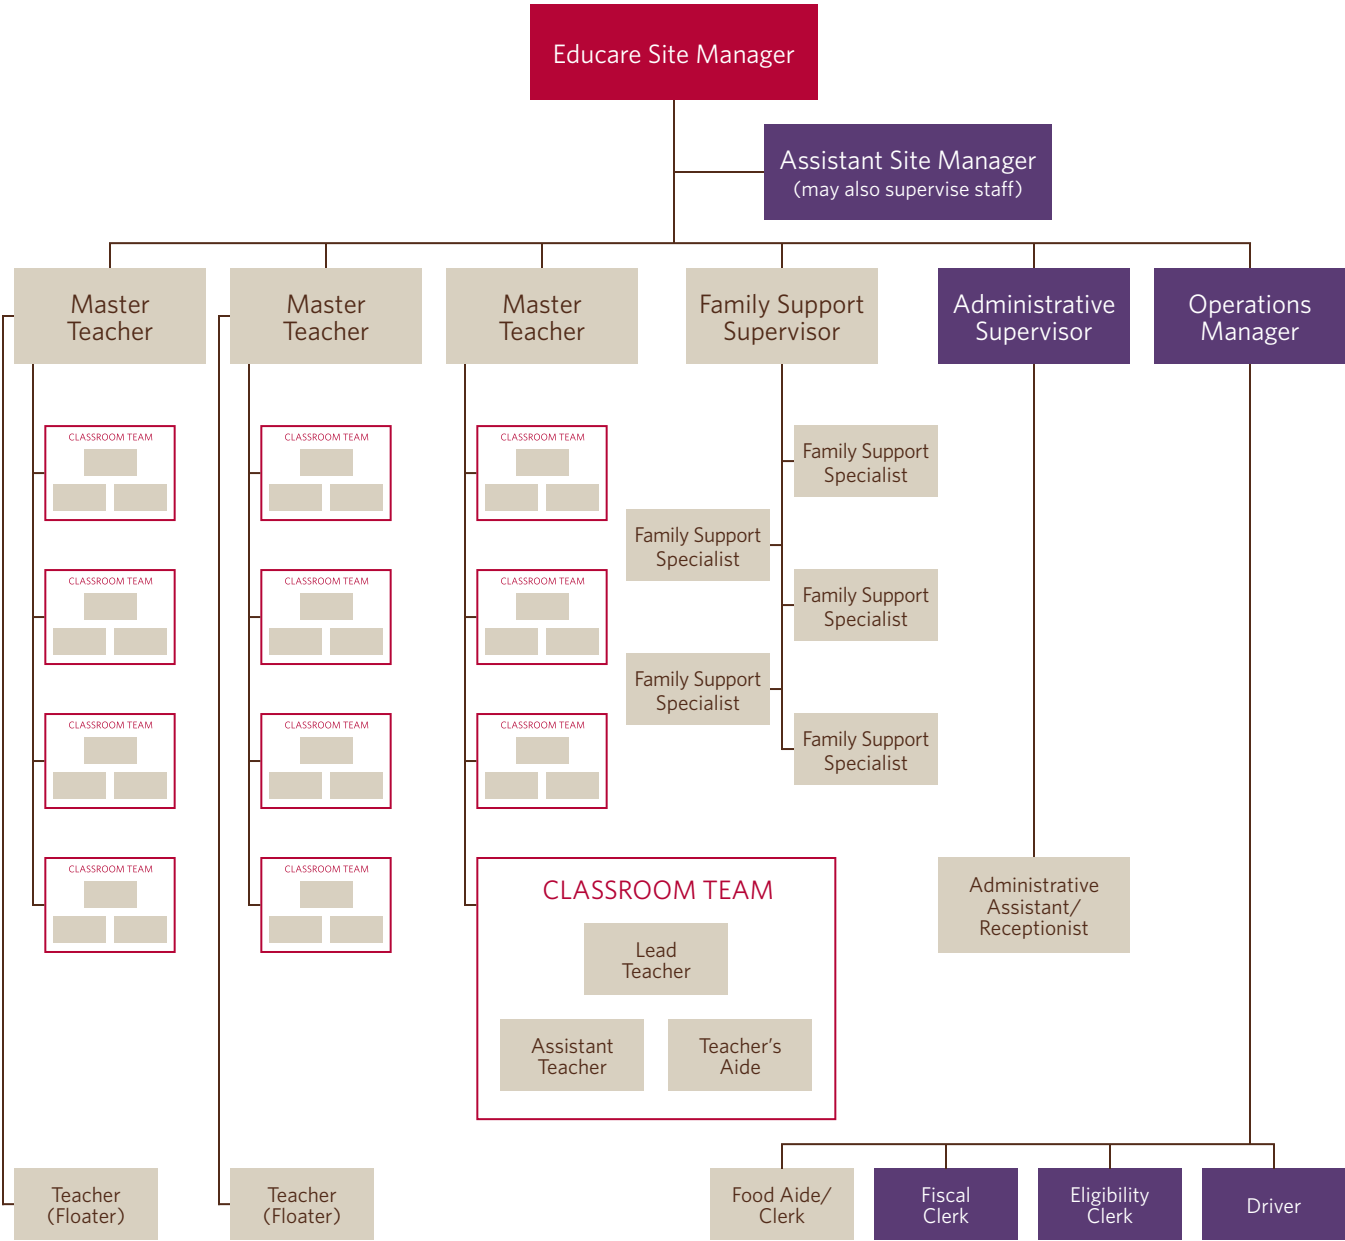 Educare Site Manager
Assistant Site Manager
(may also supervise staff)
Master
Teacher
Master
Teacher
Master
Teacher
Family Support
Supervisor
Administrative
Supervisor
Operations
Manager
CLASSROOM TEAM
CLASSROOM TEAM
CLASSROOM TEAM
Family Support
Specialist
Family Support
Specialist
CLASSROOM TEAM
CLASSROOM TEAM
CLASSROOM TEAM
Family Support
Specialist
Family Support
Specialist
CLASSROOM TEAM
CLASSROOM TEAM
CLASSROOM TEAM
Family Support
Specialist
CLASSROOM TEAM
CLASSROOM TEAM
CLASSROOM TEAM
Lead
Teacher
Assistant
Teacher
Teacher's
Aide
Administrative
Assistant/
Receptionist
Teacher
(Floater)
Teacher
(Floater)
Food Aide/
Clerk
Fiscal
Clerk
Eligibility
Clerk
Driver